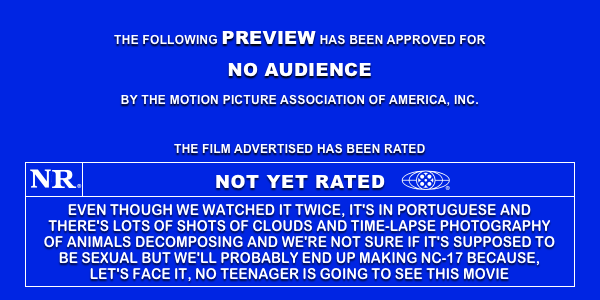 THE FOLLOWING PREVIEW HAS BEEN APPROVED FOR
NO AUDIENCE
BY THE MOTION PICTURE ASSOCIATION OF AMERICA, INC.
THE FILM ADVERTISED HAS BEEN RATED
NR® NOT YET RATED ®
EVEN THOUGH WE WATCHED IT TWICE, IT'S IN PORTUGUESE AND
THERE'S LOTS OF SHOTS OF CLOUDS AND TIME-LAPSE PHOTOGRAPHY
OF ANIMALS DECOMPOSING AND WE'RE NOT SURE IF IT'S SUPPOSED TO
BE SEXUAL BUT WE'LL PROBABLY END UP MAKING NC-17 BECAUSE,
LET'S FACE IT, NO TEENAGER IS GOING TO SEE THIS MOVIE